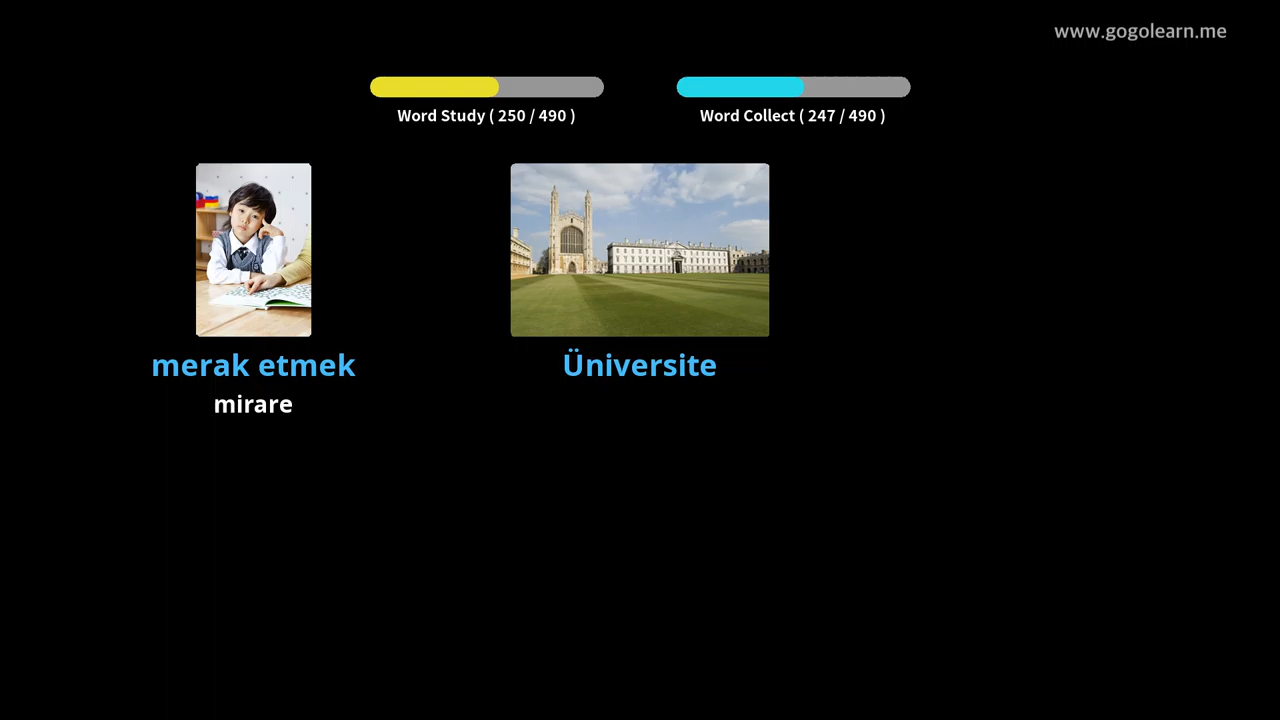 www.gogolearn.me
Word Study ( 250 / 490 )
Word Collect ( 247 / 490 )
merak etmek
mirare
Üniversite